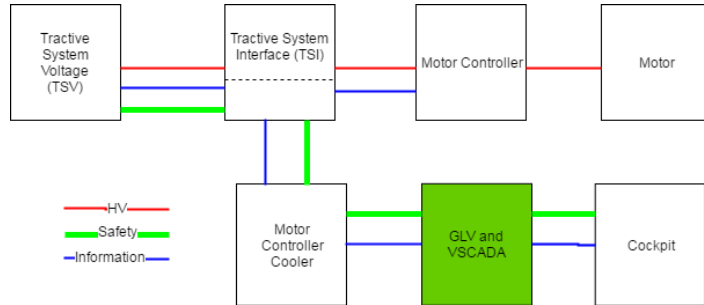 Tractive
System
Voltage
(TSV)
Tractive System
Interface (TSI)
Motor Controller
Motor
HV
Safety
Information
Motor
Controller
Cooler
GLV and
VSCADA
Cockpit